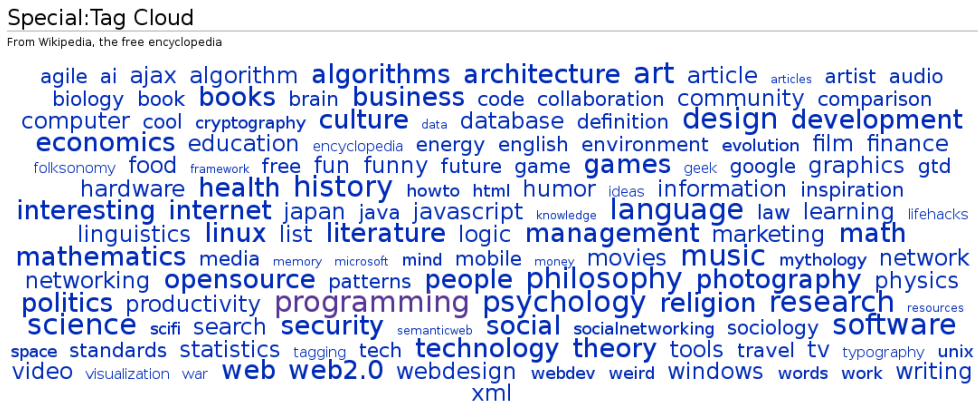 Special:Tag Cloud
From Wikipedia, the free encyclopedia
agile ai ajax algorithm algorithms architecture art article articles artist audio
biology book books brain business code collaboration community comparison
computer cool cryptography culture data database definition design development
economics education encyclopedia energy english environment evolution film finance
folksonomy food framework free fun funny future game games geek google graphics gtd
hardware health history howto html humor ideas information inspiration
interesting internet japan java javascript knowledge language law learning lifehacks
linguistics linux list literature logic management marketing math
mathematics media memory microsoft mind mobile money movies music mythology network
networking opensource patterns people philosophy photography physics
politics productivity programming psychology religion research resources
science scifi search security semanticweb social socialnetworking sociology software
space standards statistics tagging tech technology theory tools travel tv typography unix
video visualization war web web2.0 webdesign webdev weird windows words work writing
xml